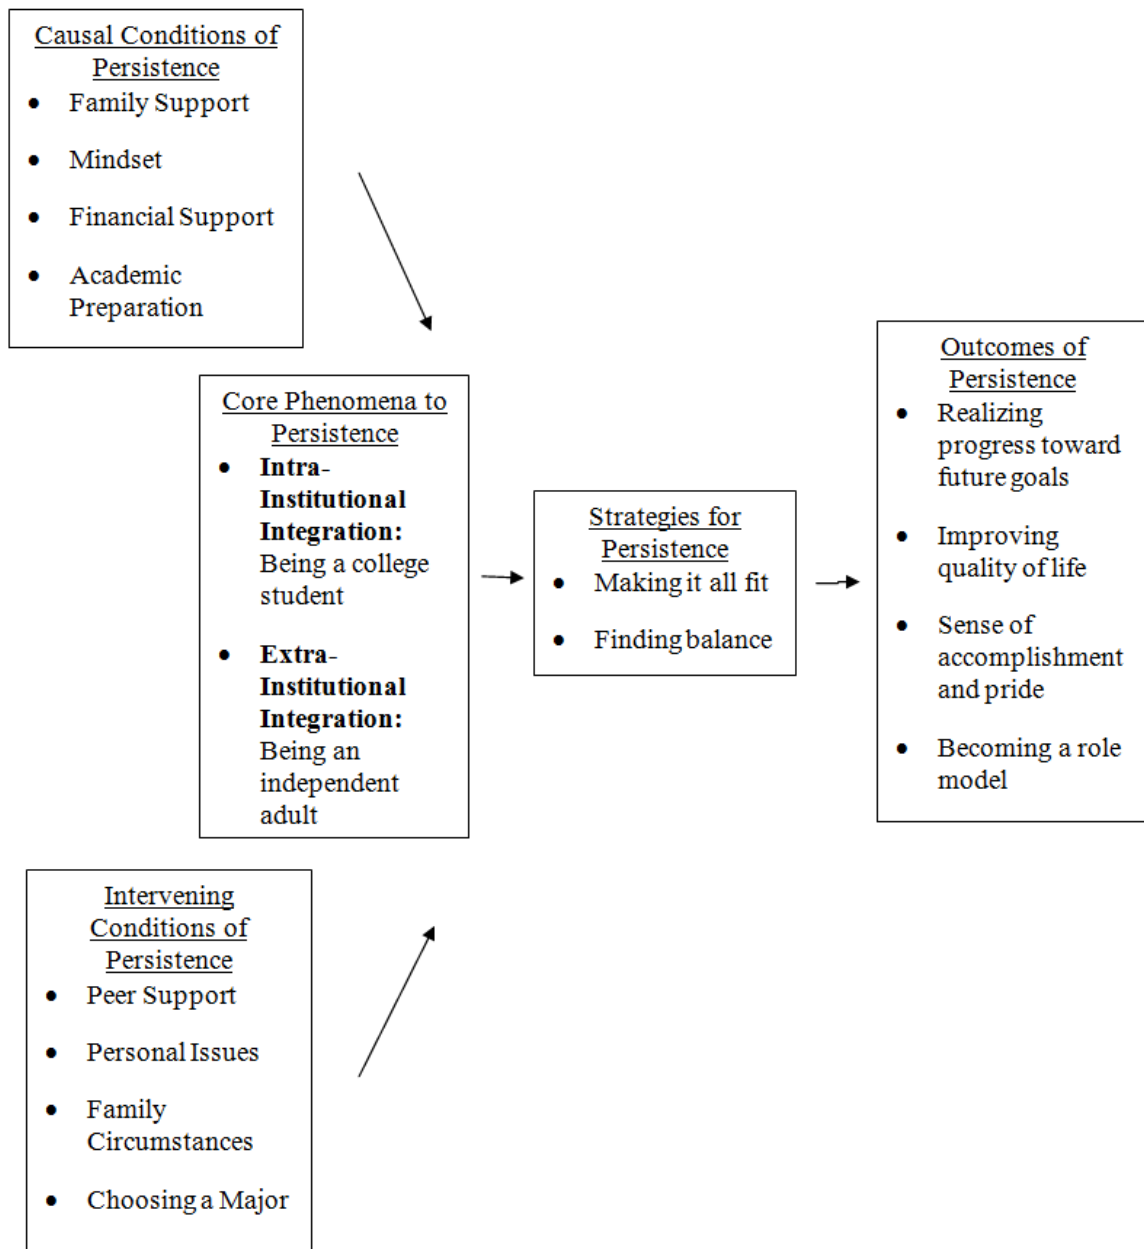 Causal Conditions of
Persistence
• Family Support
• Mindset
• Financial Support
• Academic
Preparation
Core Phenomena to
Persistence
• Intra-
Institutional
Integration:
Being a college
student
• Extra-
Institutional
Integration:
Being an
independent
adult
Intervening
Conditions of
Persistence
• Peer Support
• Personal Issues
• Family
Circumstances
• Choosing a Major
Strategies for
Persistence
• Making it all fit
• Finding balance
Outcomes of
Persistence
• Realizing
progress toward
future goals
• Improving
quality of life
• Sense of
accomplishment
and pride
• Becoming a role
model